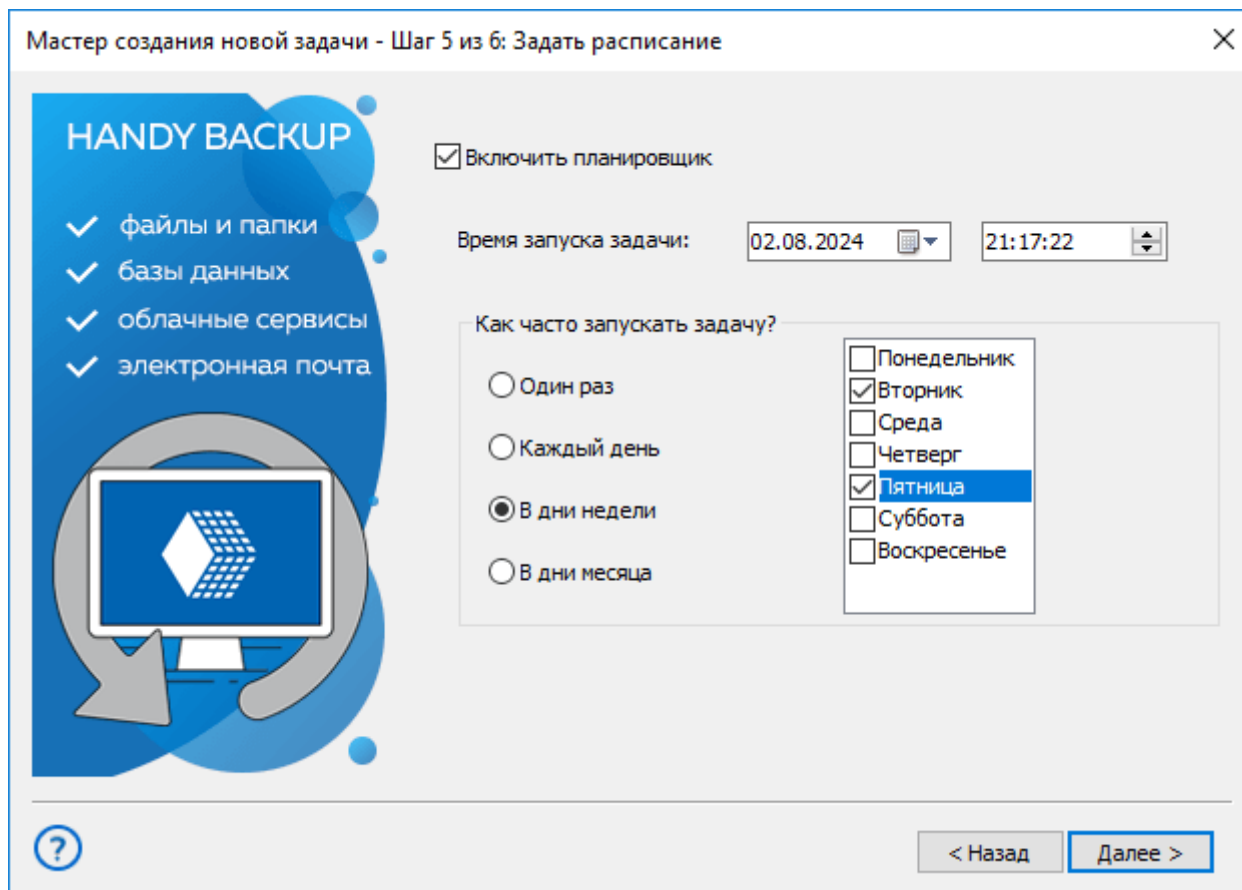 Мастер создания новой задачи - Шаг 5 из 6: Задать расписание
HANDY BACKUP
файлы и папки
базы данных
облачные сервисы
электронная почта
Включить планировщик
Время запуска задачи: 02.08.2024 21:17:22
Как часто запускать задачу?
Один раз
Каждый день
В дни недели
В дни месяца
Понедельник
Вторник
Среда
Четверг
Пятница
Суббота
Воскресенье
?
< Назад
Далее >